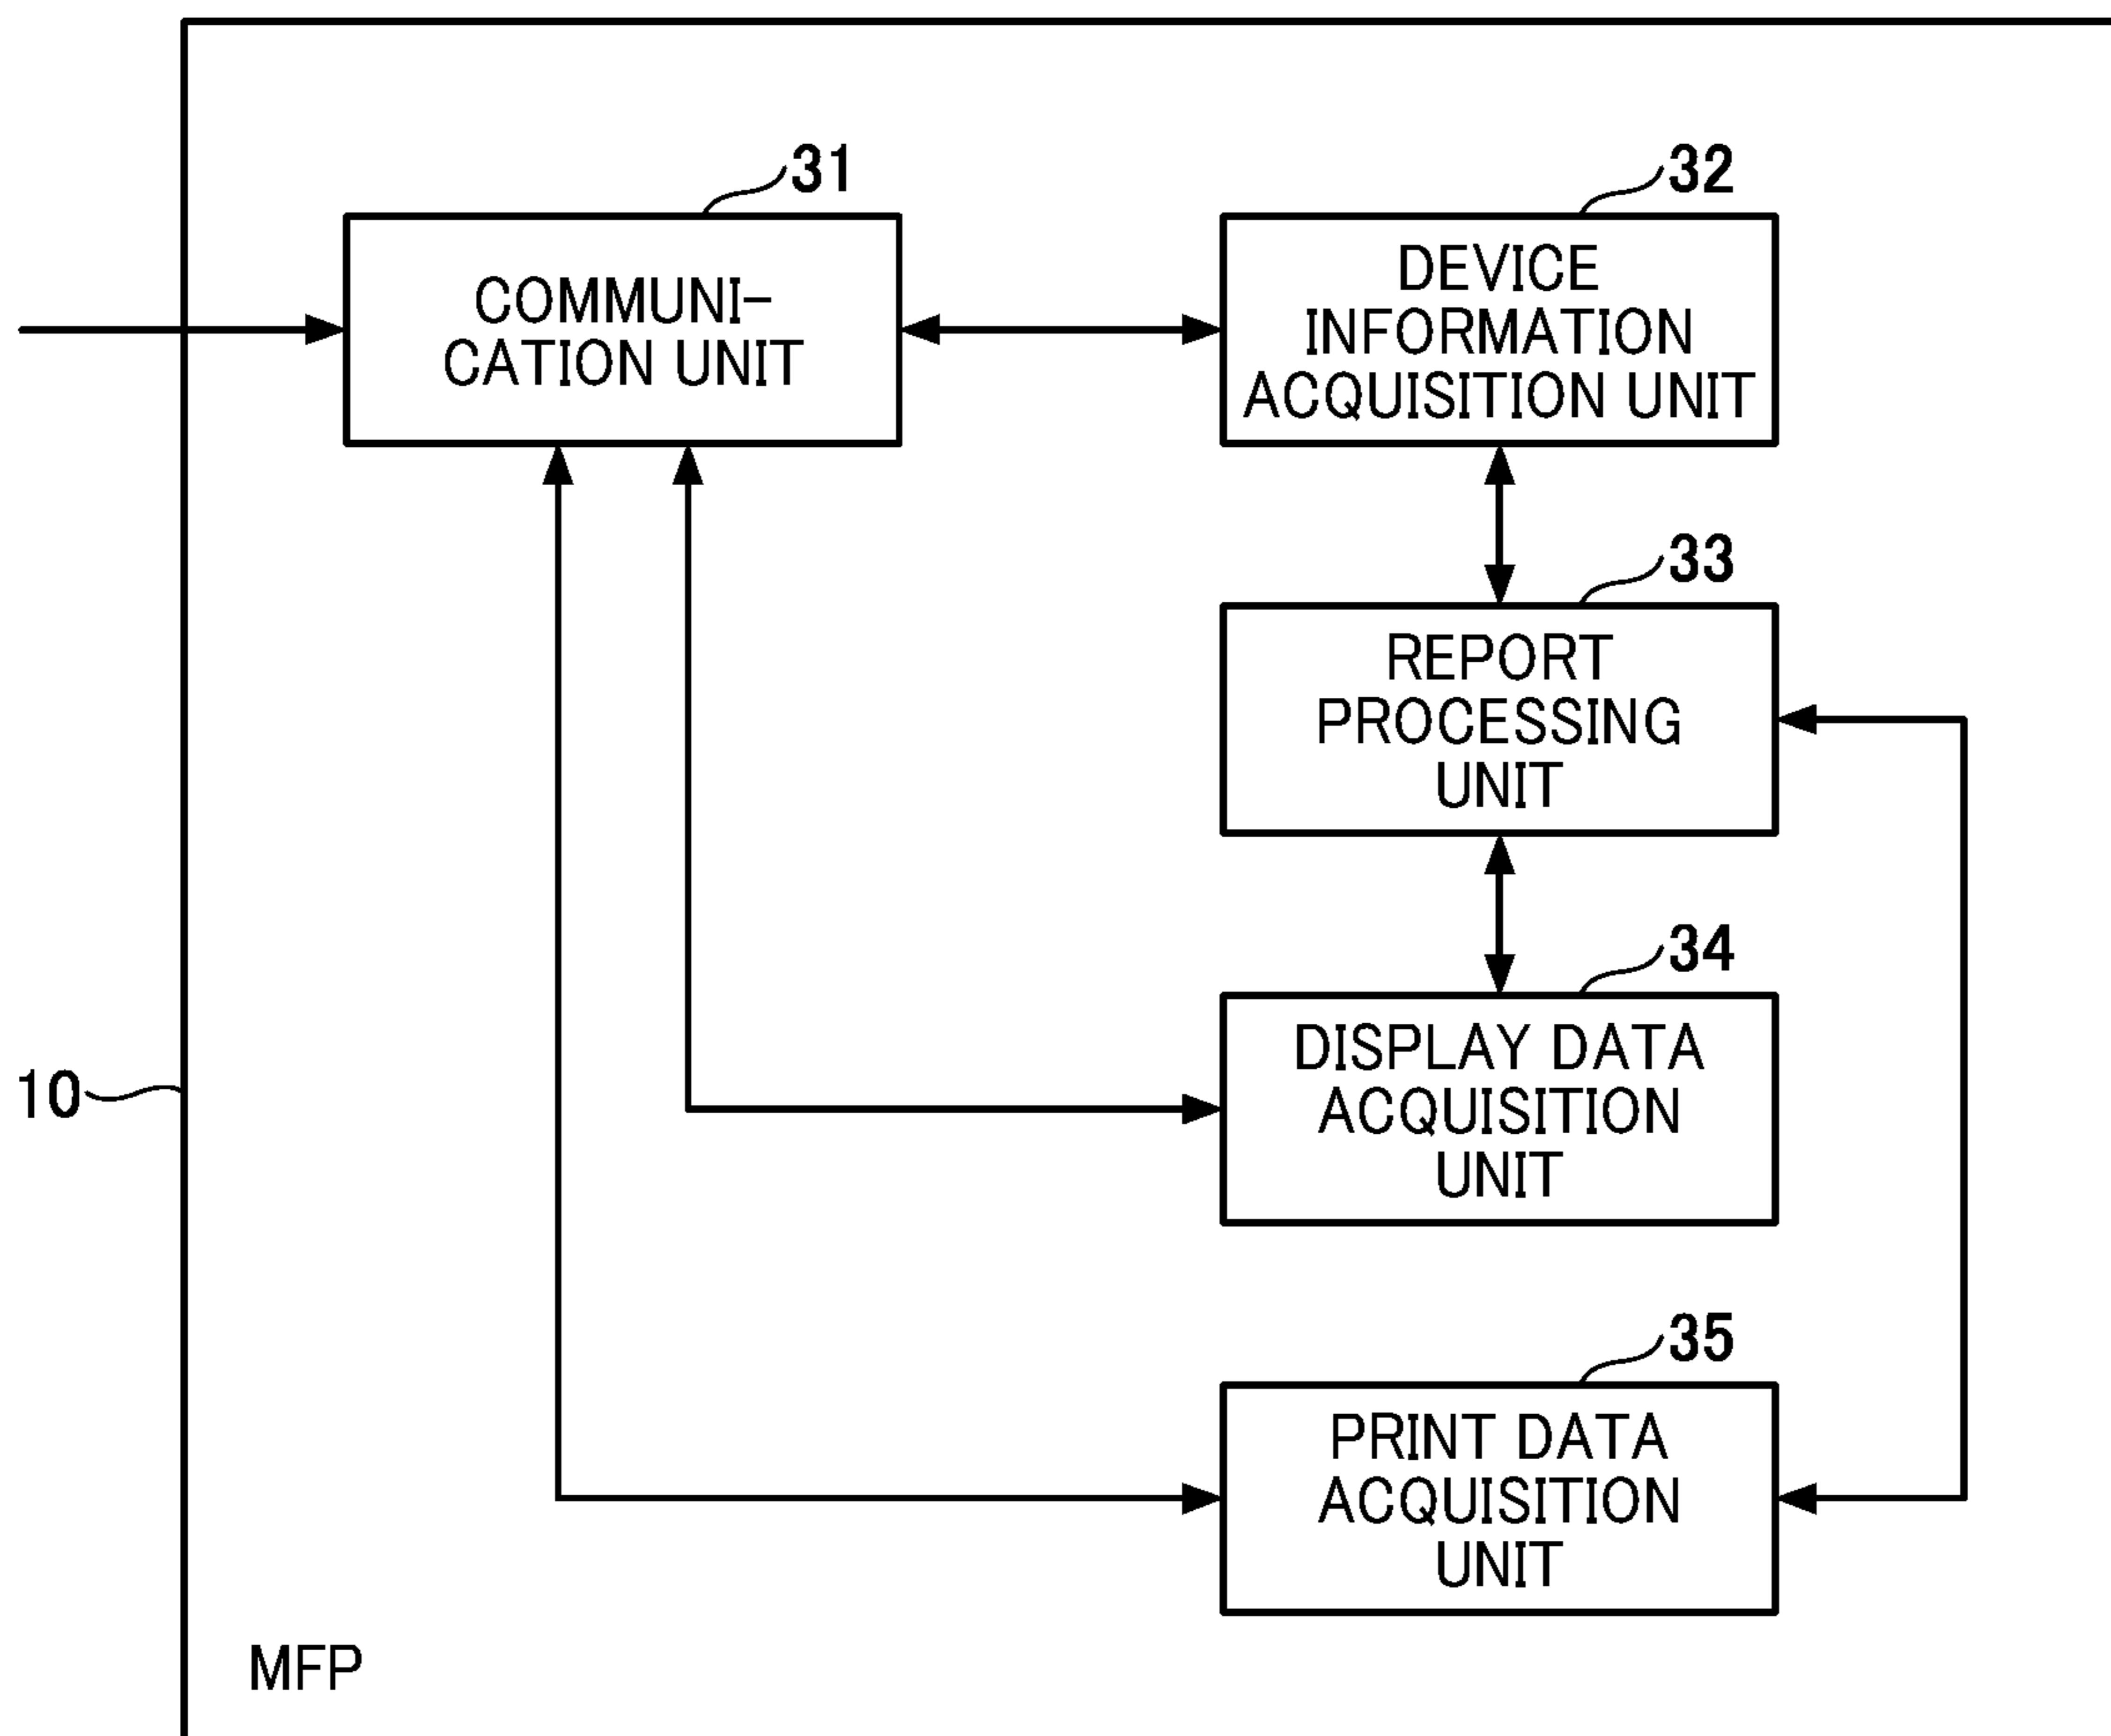 31
COMMUNI-
CATION UNIT
32
DEVICE
INFORMATION
ACQUISITION UNIT
33
REPORT
PROCESSING
UNIT
34
DISPLAY DATA
ACQUISITION
UNIT
10
35
PRINT DATA
ACQUISITION
UNIT
MFP